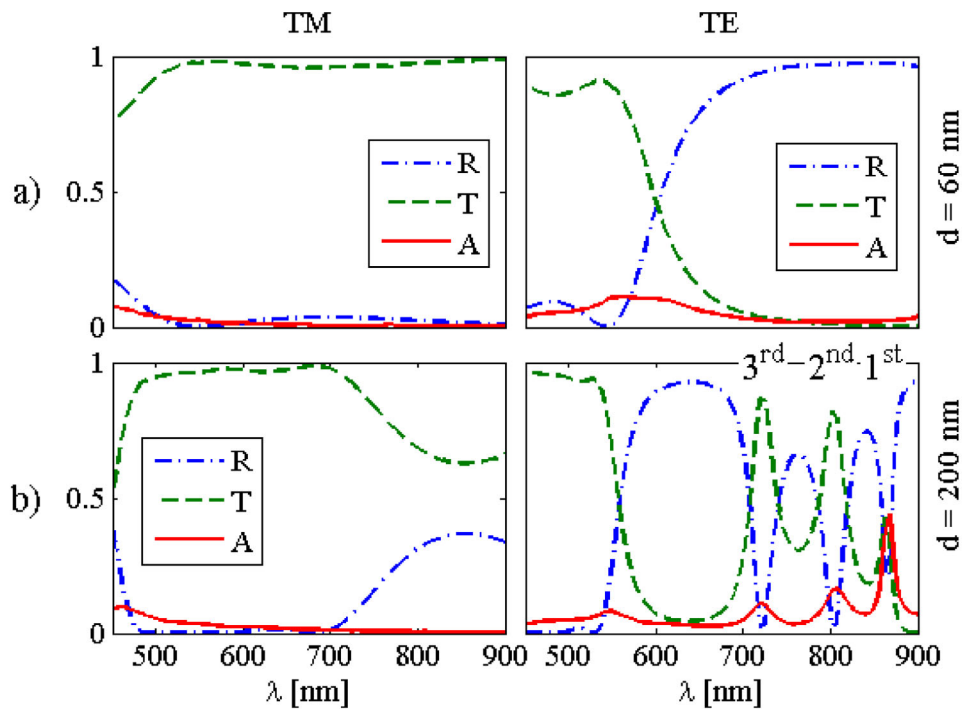 TM
TE
1
0.5
0
a)
R
T
A
R
T
A
d = 60 nm
1
0.5
0
b)
R
T
A
3rd 2nd 1st
d = 200 nm
500 600 700 800 900
500 600 700 800 900
λ [nm]
λ [nm]